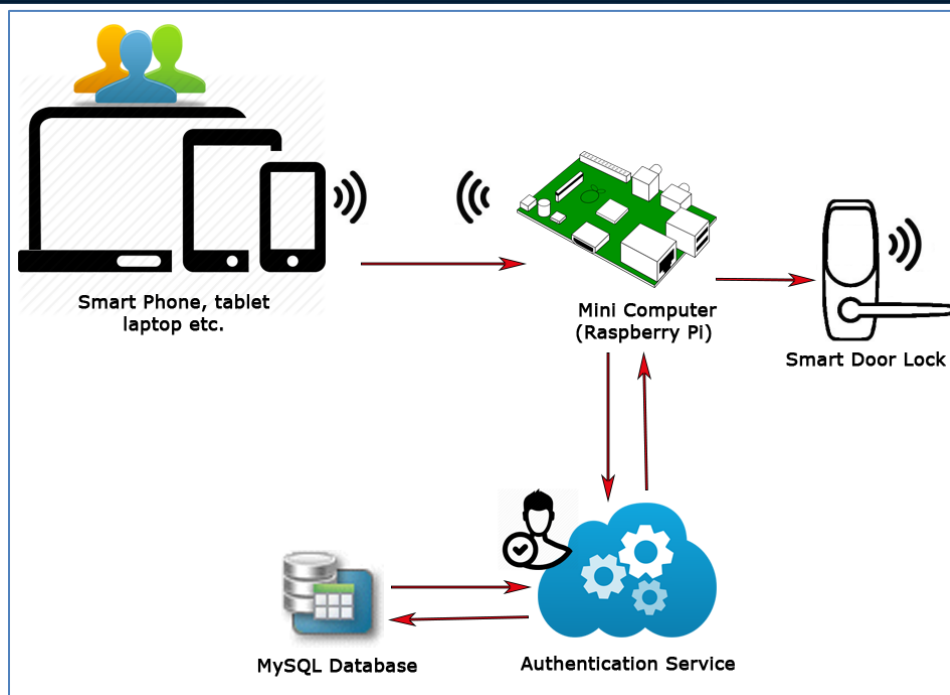 Smart Phone, tablet
laptop etc.
Mini Computer
(Raspberry Pi)
Smart Door Lock
MySQL Database
Authentication Service